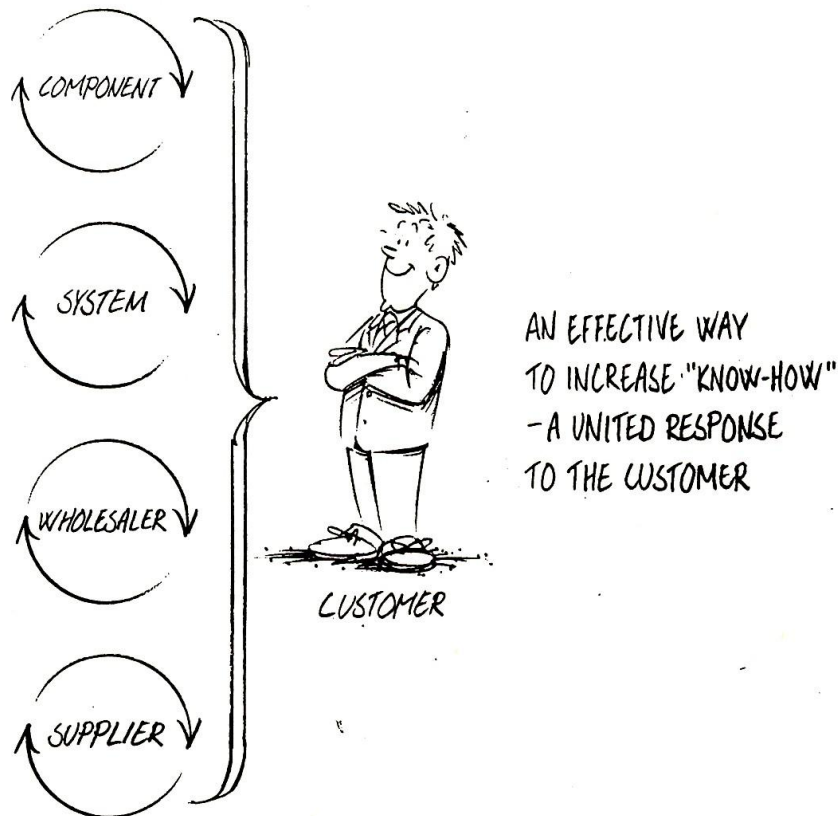 COMPONENT
SYSTEM
WHOLESALER
SUPPLIER
CUSTOMER
AN EFFECTIVE WAY
TO INCREASE "KNOW-HOW"
- A UNITED RESPONSE
TO THE CUSTOMER